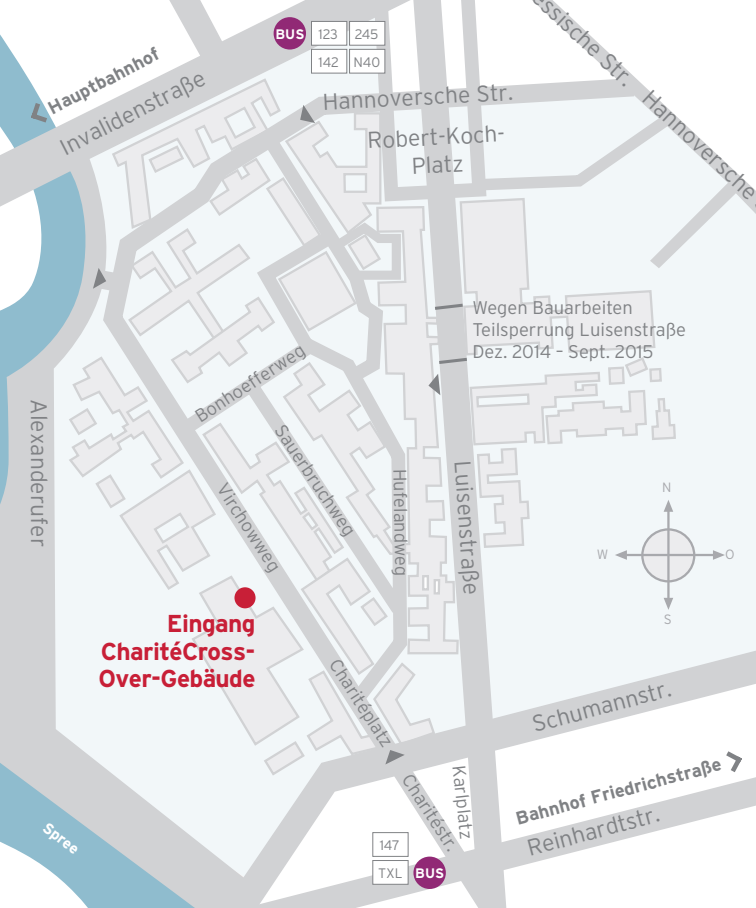 BUS
123
245
142
N40
essische Str.
Hauptbahnhof
Invalidenstraße
Hannoversche Str.
Hannoversche
Robert-Koch-
Platz
Wegen Bauarbeiten
Teilsperrung Luisenstraße
Dez. 2014 – Sept. 2015
Bonhoefferweg
Alexanderufer
Sauerbruchweg
Virchowweg
Hufelandweg
Luisenstraße
N
W
O
S
Eingang
CharitéCross-
Over-Gebäude
Charitéplatz
Schumannstr.
Karlplatz
Charitéstr.
Bahnhof Friedrichstraße
Reinhardtstr.
Spree
147
TXL
BUS